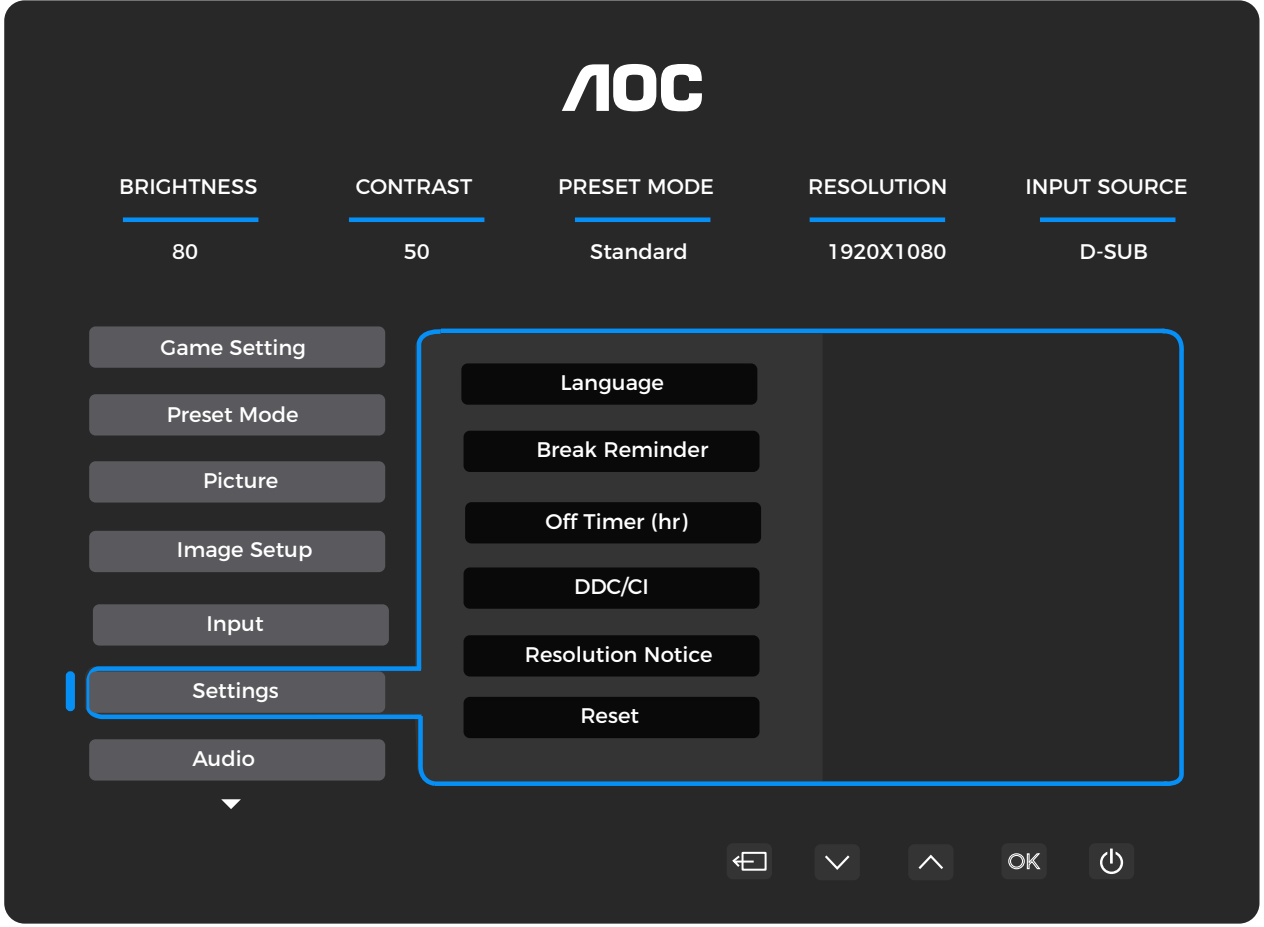 AOC
BRIGHTNESS CONTRAST PRESET MODE RESOLUTION INPUT SOURCE
80 50 Standard 1920X1080 D-SUB
Game Setting
Preset Mode
Picture
Image Setup
Input
Settings
Audio
Language
Break Reminder
Off Timer (hr)
DDC/CI
Resolution Notice
Reset
OK